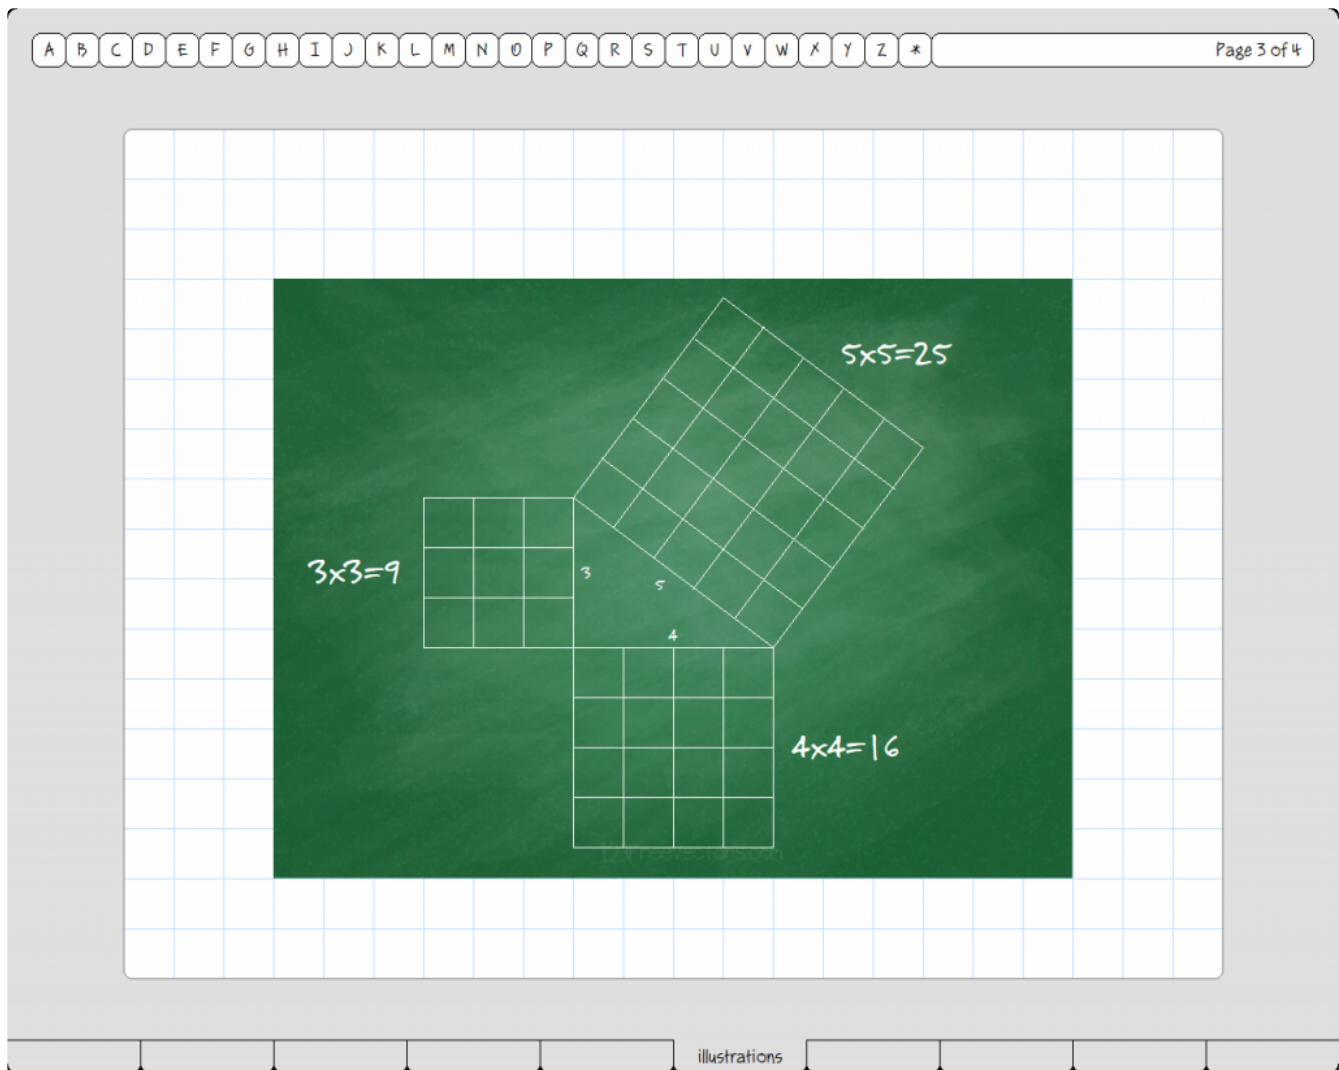 A B C D E F G H I J K L M N O P Q R S T U V W X Y Z * Page 3 of 4
5x5=25
3x3=9
3
5
4
4x4=16
illustrations